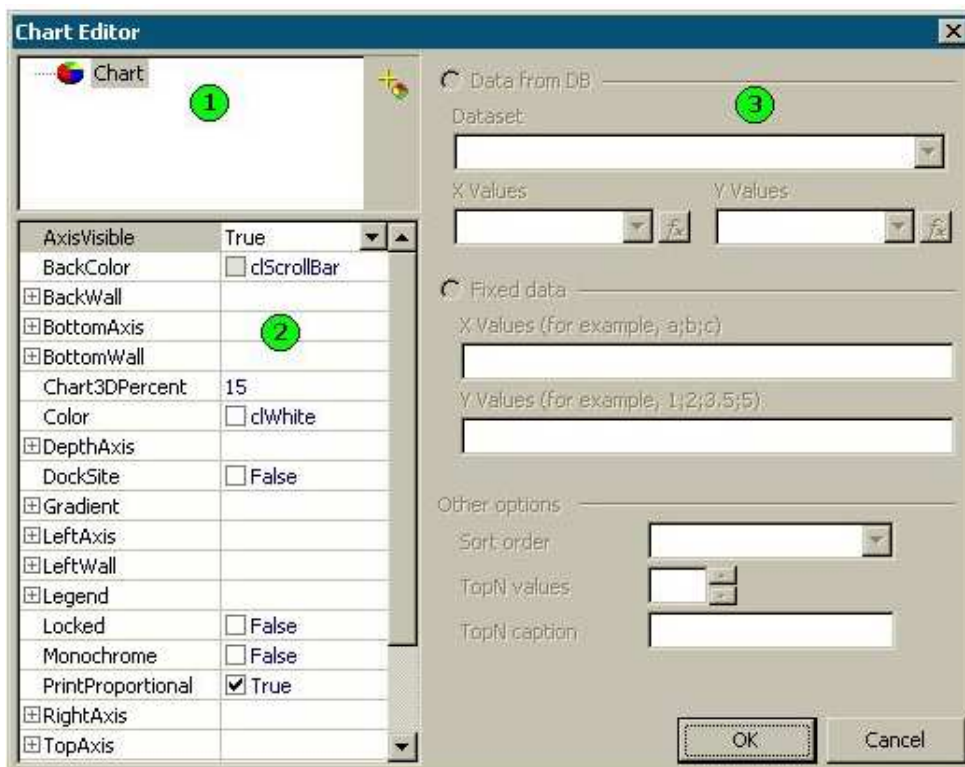 Chart Editor
Chart
1
AxisVisible True
BackColor clScrollBar
BackWall
BottomAxis
2
BottomWall
Chart3DPercent 15
Color clWhite
DepthAxis
DockSite False
Gradient
LeftAxis
LeftWall
Legend
Locked False
Monochrome False
PrintProportional True
RightAxis
TopAxis
Data from DB
3
Dataset
X Values Y Values
fx fx
Fixed data
X Values (for example, a;b;c)
Y Values (for example, 1;2;3.5;5)
Other options
Sort order
TopN values
TopN caption
OK Cancel